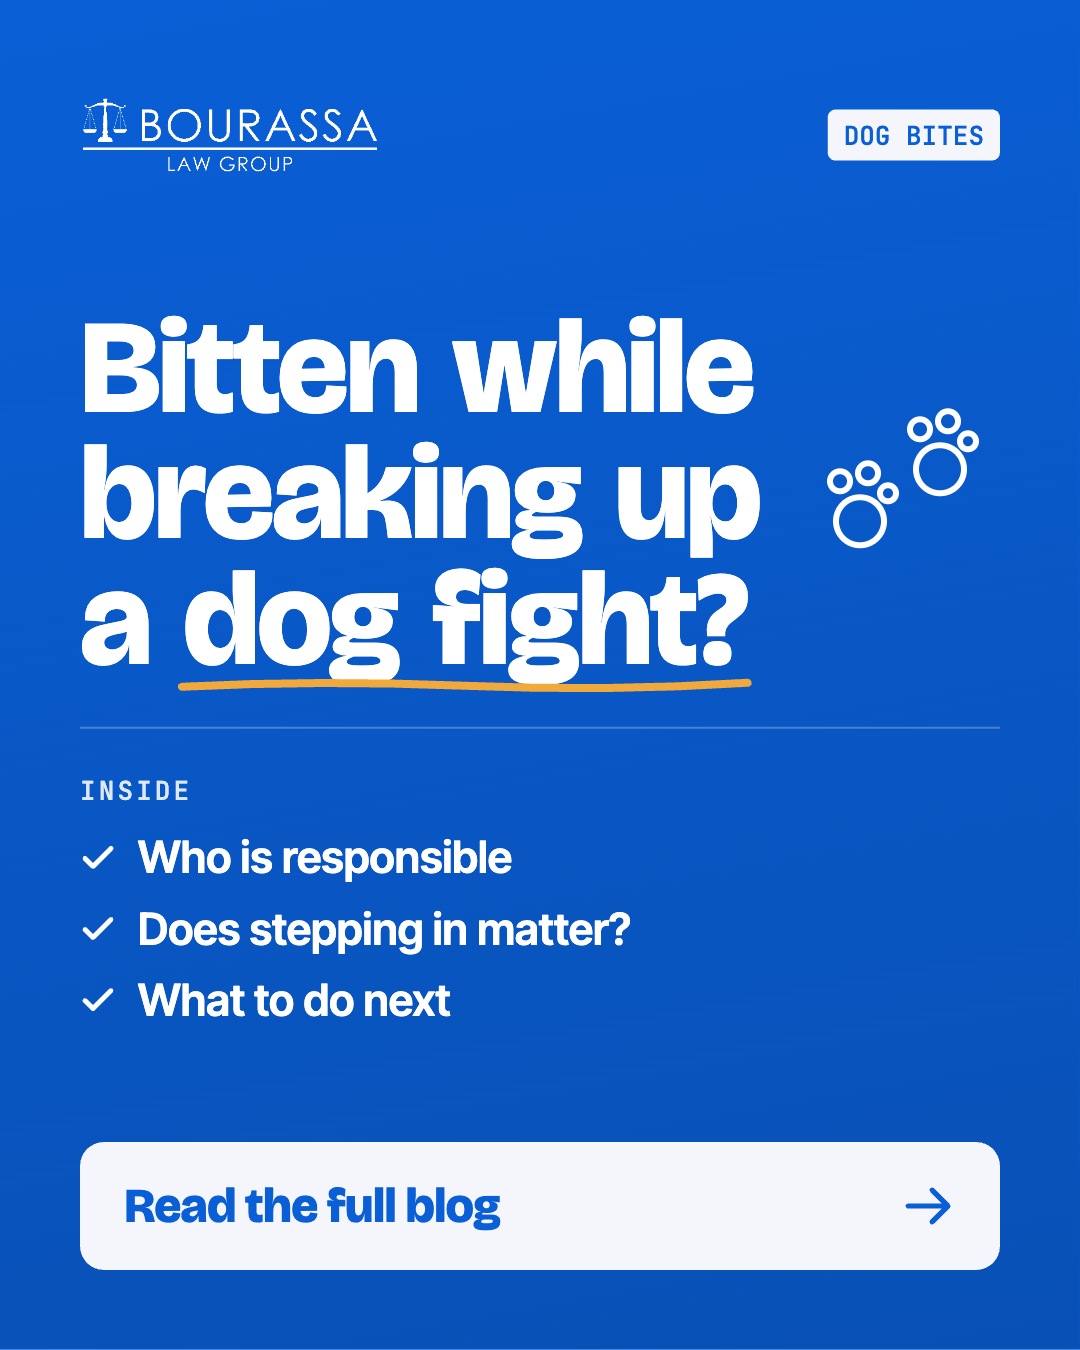 BOURASSA
LAW GROUP
DOG BITES
Bitten while
breaking up
a dog fight?
INSIDE
Who is responsible
Does stepping in matter?
What to do next
Read the full blog